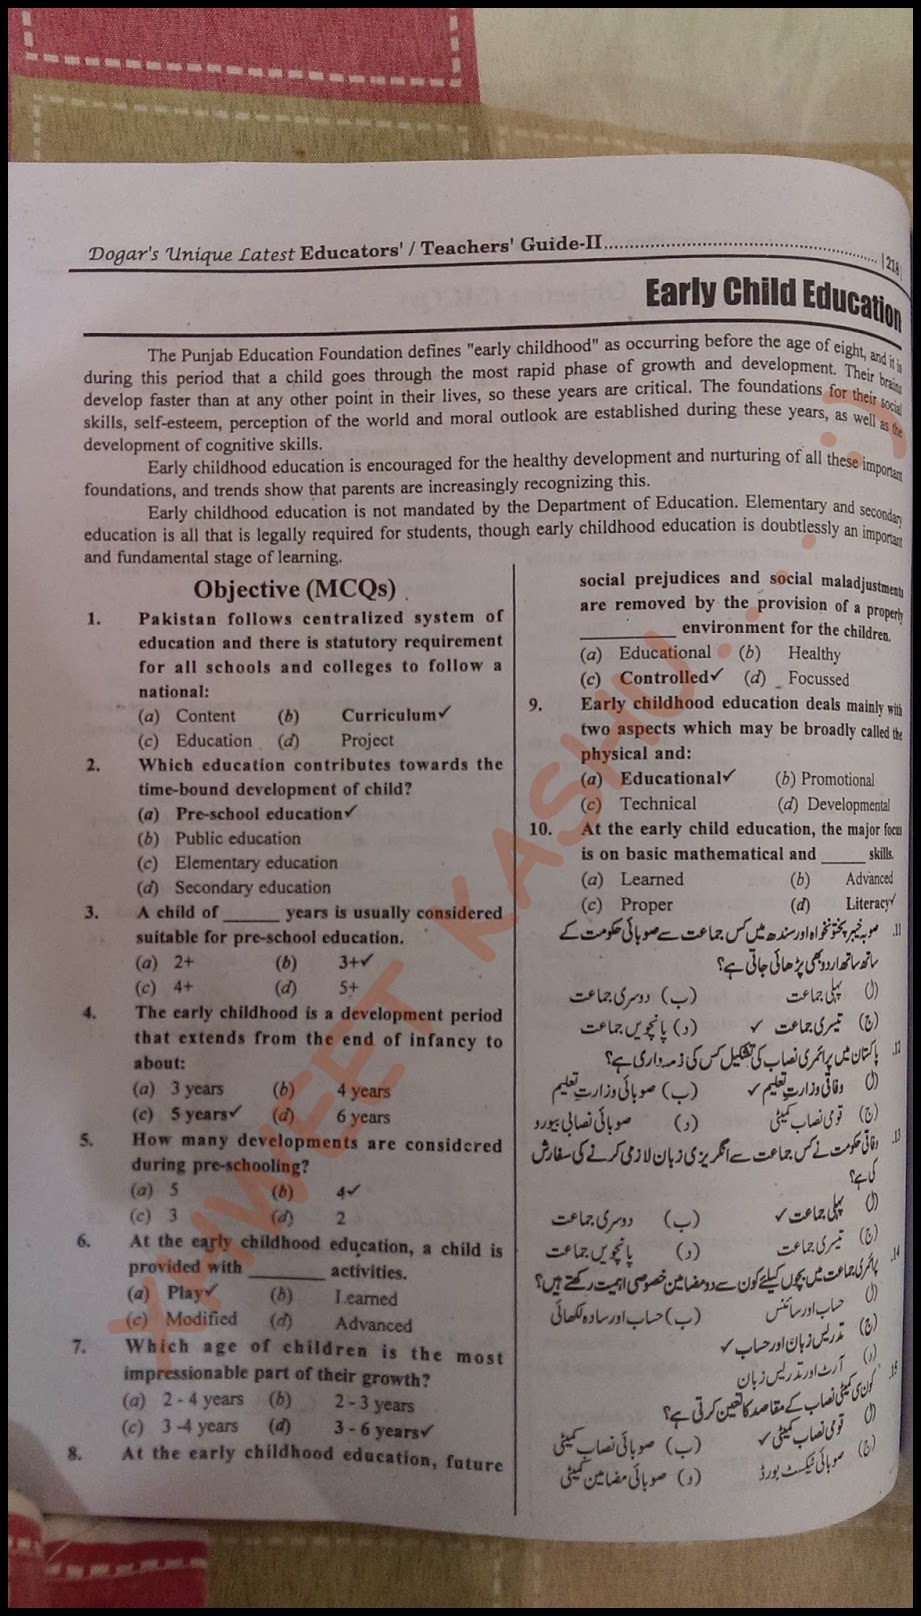 Dogar's Unique Latest Educators' / Teachers' Guide-II.......................................................... |218|
Early Child Education
The Punjab Education Foundation defines "early childhood" as occurring before the age of eight, and it is
during this period that a child goes through the most rapid phase of growth and development. Their brains
develop faster than at any other point in their lives, so these years are critical. The foundations for their social
skills, self-esteem, perception of the world and moral outlook are established during these years, as well as the
development of cognitive skills.
Early childhood education is encouraged for the healthy development and nurturing of all these important
foundations, and trends show that parents are increasingly recognizing this.
Early childhood education is not mandated by the Department of Education. Elementary and secondary
education is all that is legally required for students, though early childhood education is doubtlessly an important
and fundamental stage of learning.
Objective (MCQs)
1. Pakistan follows centralized system of
education and there is statutory requirement
for all schools and colleges to follow a
national:
(a) Content (b) Curriculum✓
(c) Education (d) Project
2. Which education contributes towards the
time-bound development of child?
(a) Pre-school education✓
(b) Public education
(c) Elementary education
(d) Secondary education
3. A child of ______ years is usually considered
suitable for pre-school education.
(a) 2+ (b) 3+✓
(c) 4+ (d) 5+
4. The early childhood is a development period
that extends from the end of infancy to
about:
(a) 3 years (b) 4 years
(c) 5 years✓ (d) 6 years
5. How many developments are considered
during pre-schooling?
(a) 5 (b) 4✓
(c) 3 (d) 2
6. At the early childhood education, a child is
provided with ________ activities.
(a) Play✓ (b) Learned
(c) Modified (d) Advanced
7. Which age of children is the most
impressionable part of their growth?
(a) 2 - 4 years (b) 2 - 3 years
(c) 3 -4 years (d) 3 - 6 years✓
8. At the early childhood education, future
social prejudices and social maladjustments
are removed by the provision of a properly
__________ environment for the children.
(a) Educational (b) Healthy
(c) Controlled✓ (d) Focussed
9. Early childhood education deals mainly with
two aspects which may be broadly called the
physical and:
(a) Educational✓ (b) Promotional
(c) Technical (d) Developmental
10. At the early child education, the major focus
is on basic mathematical and _____ skills.
(a) Learned (b) Advanced
(c) Proper (d) Literacy✓
11. صوبہ خیبر پختونخواہ اور سندھ میں کس جماعت سے صوبائی حکومت کے
ساتھ ساتھ اردو بھی پڑھائی جاتی ہے؟
(ا) پہلی جماعت (ب) دوسری جماعت
(ج) تیسری جماعت ✓ (د) پانچویں جماعت
12. پاکستان میں پرائمری نصاب کی تشکیل کس کی ذمہ داری ہے؟
(ا) وفاقی وزارت تعلیم ✓ (ب) صوبائی وزارت تعلیم
(ج) قومی نصاب کمیٹی (د) صوبائی نصابی بیورو
13. وفاقی حکومت نے کس جماعت سے انگریزی زبان لازمی کرنے کی سفارش
کی ہے؟
(ا) پہلی جماعت ✓ (ب) دوسری جماعت
(ج) تیسری جماعت (د) پانچویں جماعت
14. پرائمری جماعت میں بچوں کیلئے کون سے دو مضامین خصوصی اہمیت رکھتے ہیں؟
(ا) حساب اور سائنس (ب) حساب اور سادہ لکھائی
(ج) تدریس زبان اور حساب ✓
(د) آرٹ اور تدریس زبان
15. کون سی کمیٹی نصاب کے مقاصد کا تعین کرتی ہے؟
(ا) قومی نصاب کمیٹی ✓ (ب) صوبائی نصاب کمیٹی
(ج) صوبائی ٹیکسٹ بورڈ (د) صوبائی مضامین کمیٹی
XHWEET KASHU.......:)